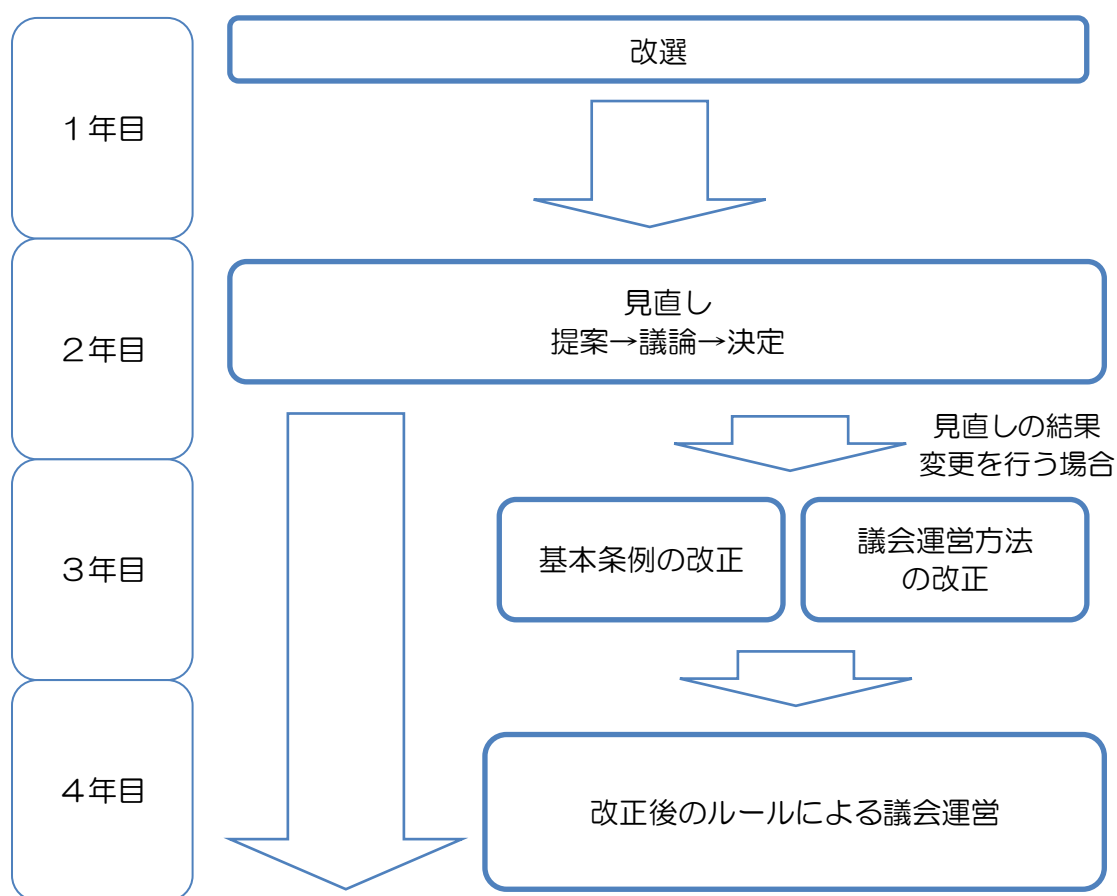 改選
１年目
見直し
提案→議論→決定
２年目
見直しの結果
変更を行う場合
基本条例の改正
議会運営方法
の改正
３年目
改正後のルールによる議会運営
４年目